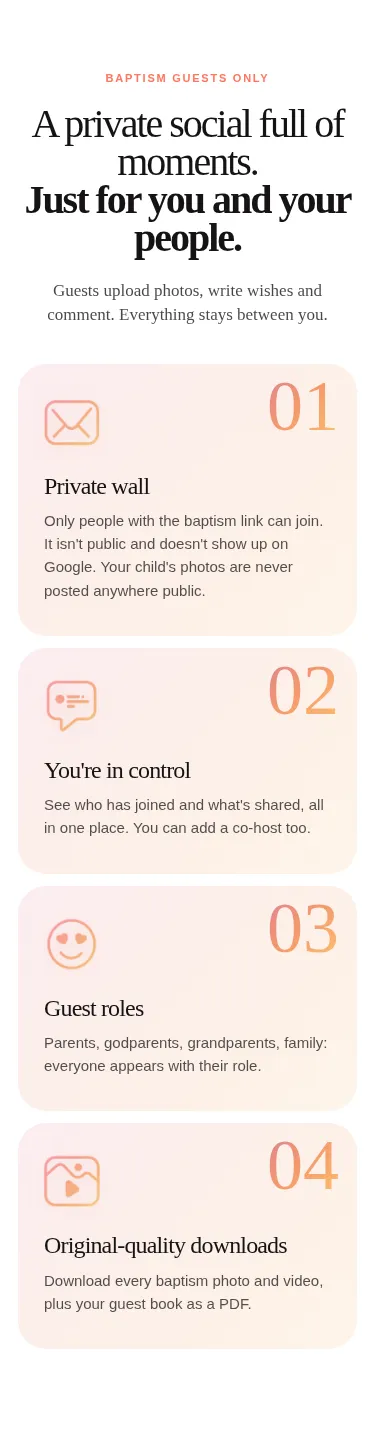 BAPTISM GUESTS ONLY
A private social full of
moments.
Just for you and your
people.
Guests upload photos, write wishes and
comment. Everything stays between you.
01
Private wall
Only people with the baptism link can join.
It isn't public and doesn't show up on
Google. Your child's photos are never
posted anywhere public.
02
You're in control
See who has joined and what's shared, all
in one place. You can add a co-host too.
03
Guest roles
Parents, godparents, grandparents, family:
everyone appears with their role.
04
Original-quality downloads
Download every baptism photo and video,
plus your guest book as a PDF.